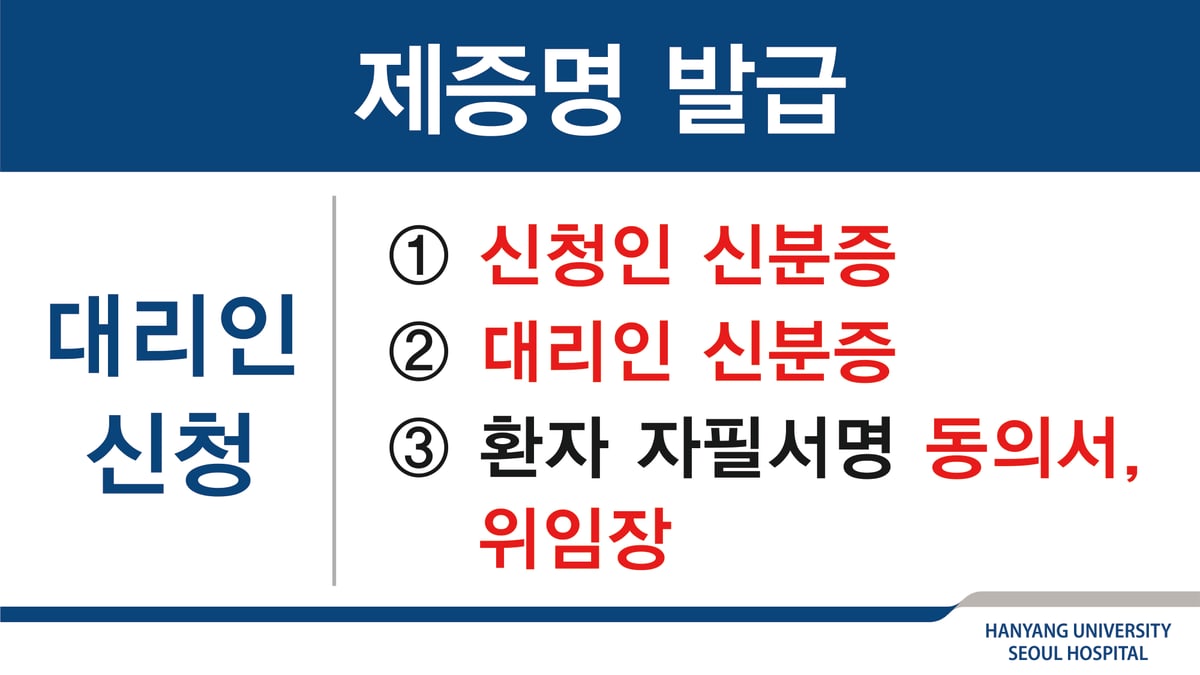 제증명 발급
대리인
신청
① 신청인 신분증
② 대리인 신분증
③ 환자 자필서명 동의서,
위임장
HANYANG UNIVERSITY
SEOUL HOSPITAL